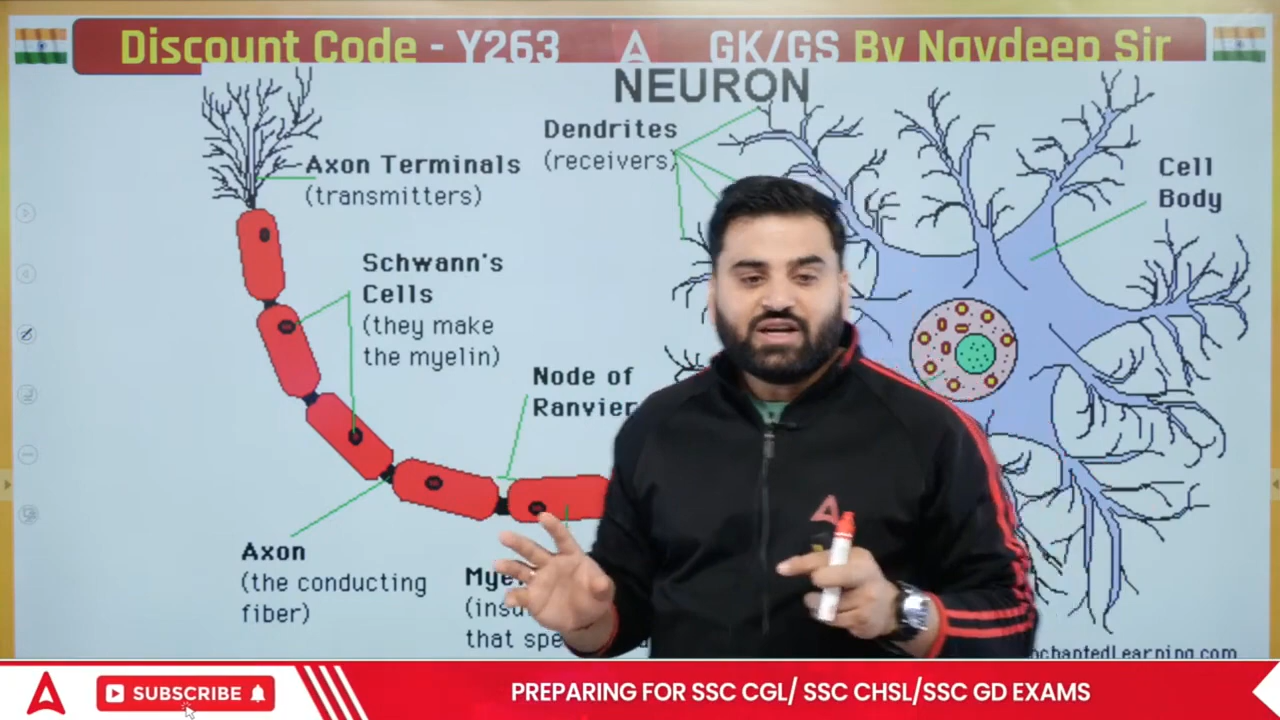 Discount Code - Y263
GK/GS By Navdeep Sir
NEURON
Dendrites
(receivers)
Cell
Body
Axon Terminals
(transmitters)
Schwann's
Cells
(they make
the myelin)
Node of
Ranvier
Axon
(the conducting
fiber)
that
SUBSCRIBE
PREPARING FOR SSC CGL/ SSC CHSL/SSC GD EXAMS